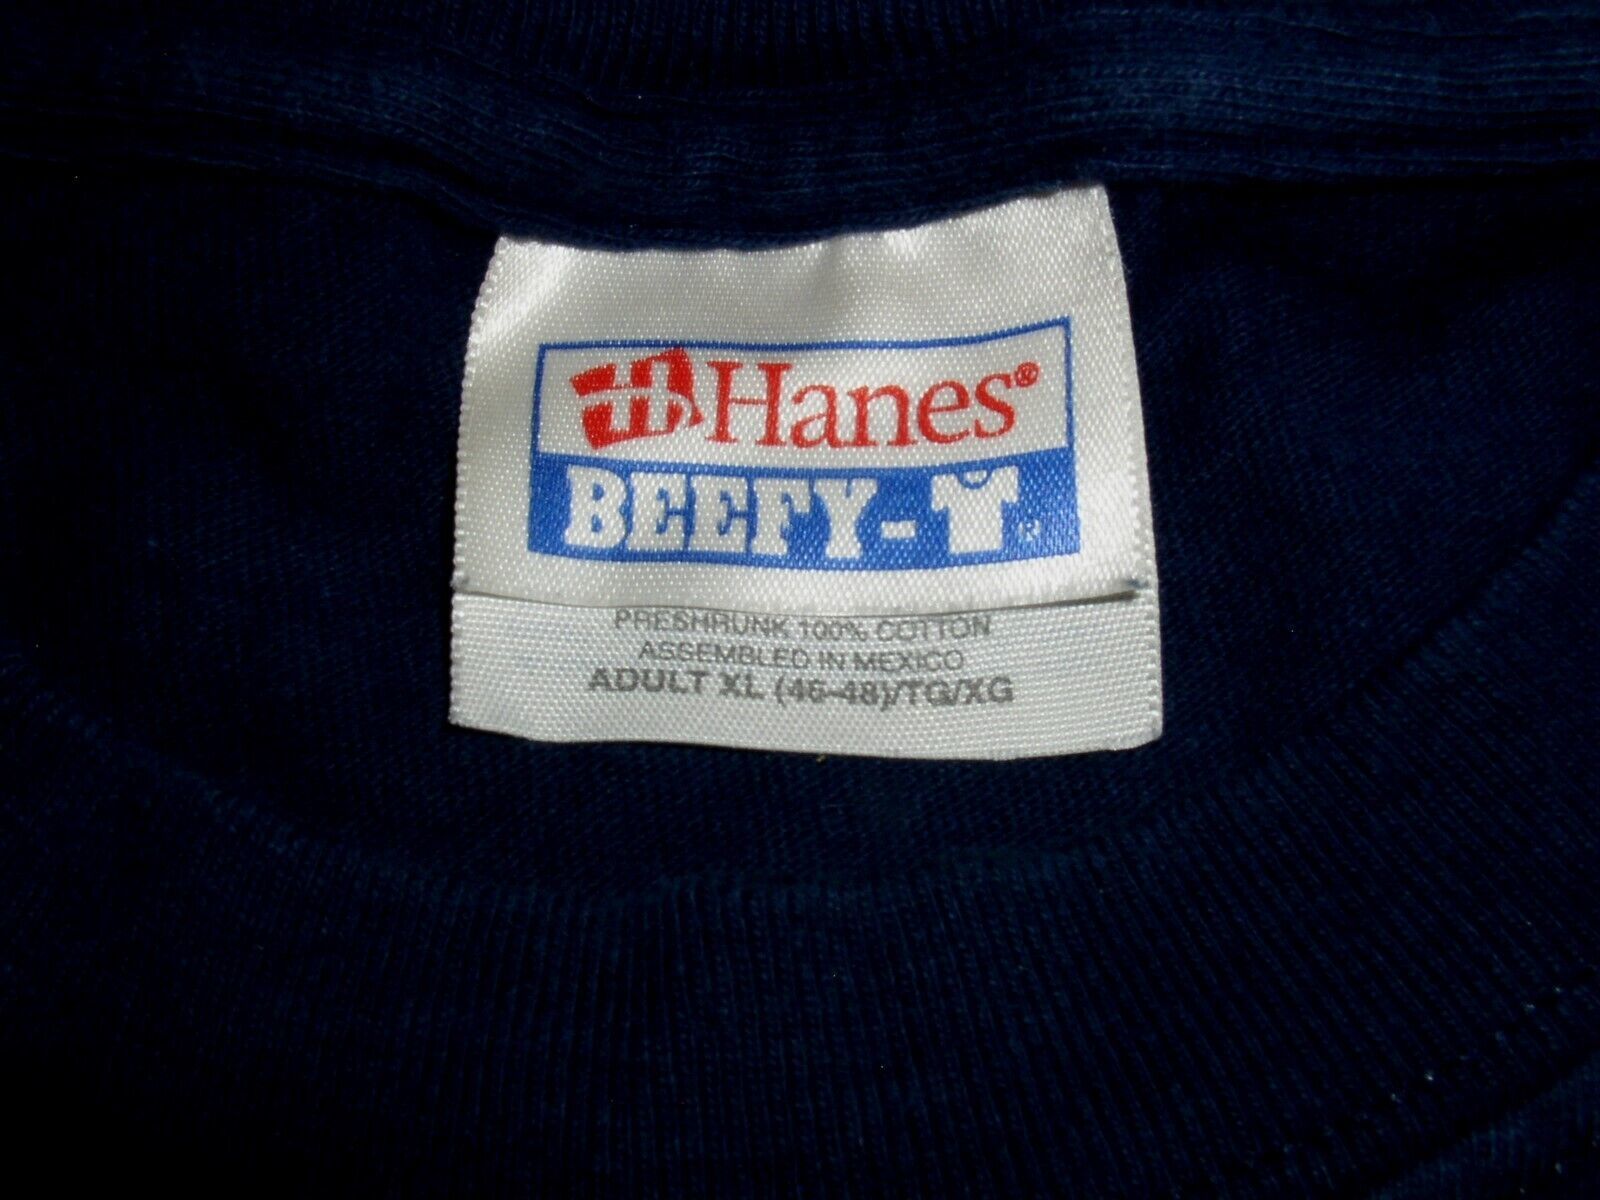 Hanes®
BEEFY-T®
PRESHRUNK 100% COTTON
ASSEMBLED IN MEXICO
ADULT XL (46-48)/TG/XG